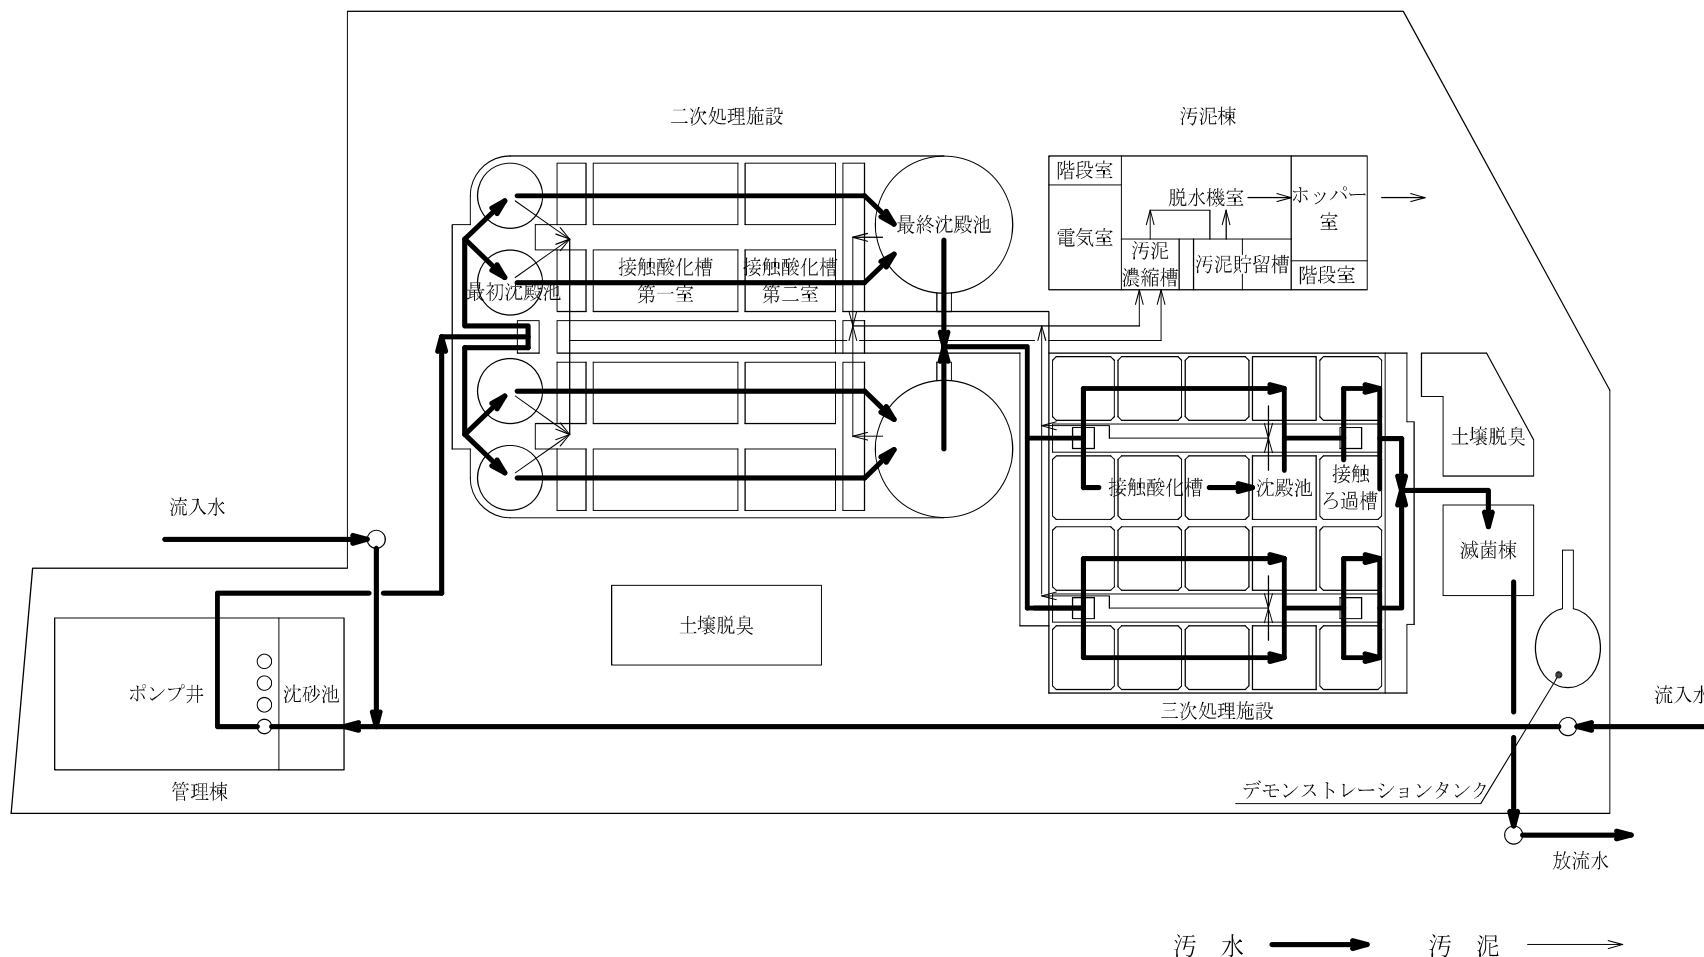 二次処理施設
汚泥棟
階段室
脱水機室
ホッパー
室
電気室
汚泥
濃縮槽
汚泥貯留槽
階段室
最終沈殿池
接触酸化槽
第一室
接触酸化槽
第二室
最初沈殿池
土壌脱臭
接触酸化槽
沈殿池
接触
ろ過槽
流入水
滅菌棟
土壌脱臭
ポンプ井
沈砂池
流入水
三次処理施設
管理棟
デモンストレーションタンク
放流水
汚 水
汚 泥